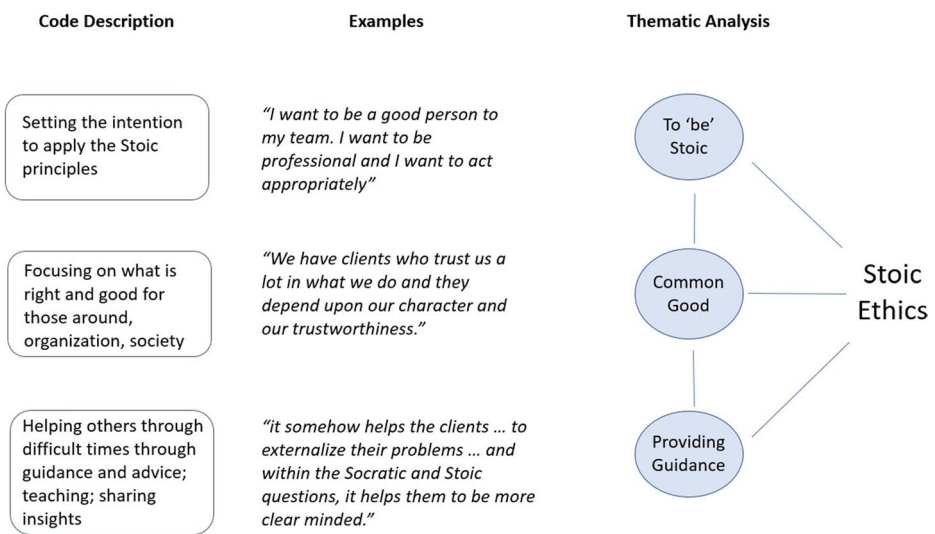 Code Description
Examples
Thematic Analysis
Setting the intention
to apply the Stoic
principles
“I want to be a good person to
my team. I want to be
professional and I want to act
appropriately”
To ‘be’
Stoic
Focusing on what is
right and good for
those around,
organization, society
“We have clients who trust us a
lot in what we do and they
depend upon our character and
our trustworthiness.”
Common
Good
Stoic
Ethics
Helping others through
difficult times through
guidance and advice;
teaching; sharing
insights
“it somehow helps the clients … to
externalize their problems … and
within the Socratic and Stoic
questions, it helps them to be more
clear minded.”
Providing
Guidance